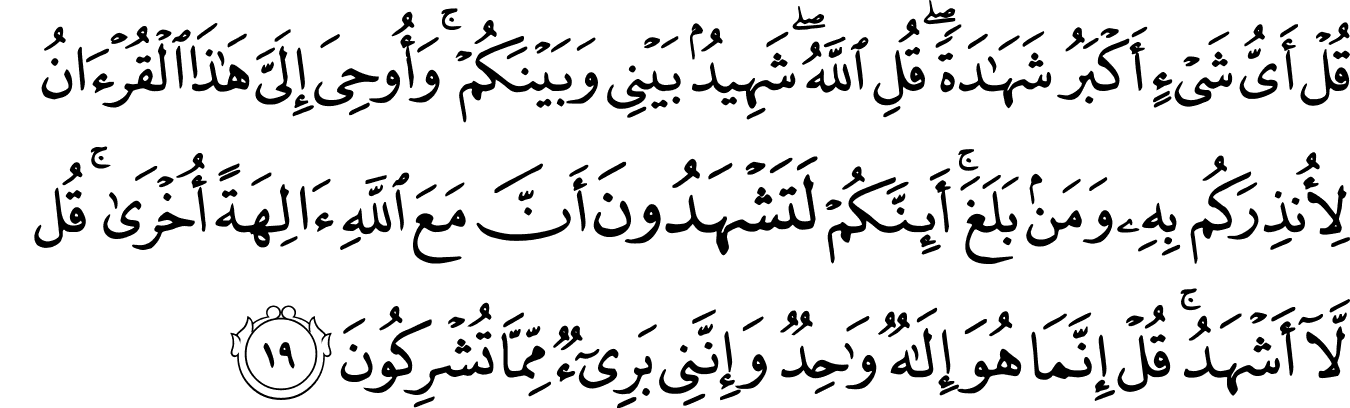 قُلْ أَىُّ شَىْءٍ أَكْبَرُ شَهَـٰدَةً ۖ قُلِ ٱللَّهُ ۖ شَهِيدٌۢ بَيْنِى وَبَيْنَكُمْ ۚ وَأُوحِىَ إِلَىَّ هَـٰذَا ٱلْقُرْءَانُ
لِأُنذِرَكُم بِهِۦ وَمَنۢ بَلَغَ ۚ أَئِنَّكُمْ لَتَشْهَدُونَ أَنَّ مَعَ ٱللَّهِ ءَالِهَةً أُخْرَىٰ ۚ قُل
لَّآ أَشْهَدُ ۚ قُلْ إِنَّمَا هُوَ إِلَـٰهٌ وَٰحِدٌ وَإِنَّنِى بَرِىٓءٌ مِّمَّا تُشْرِكُونَ ١٩